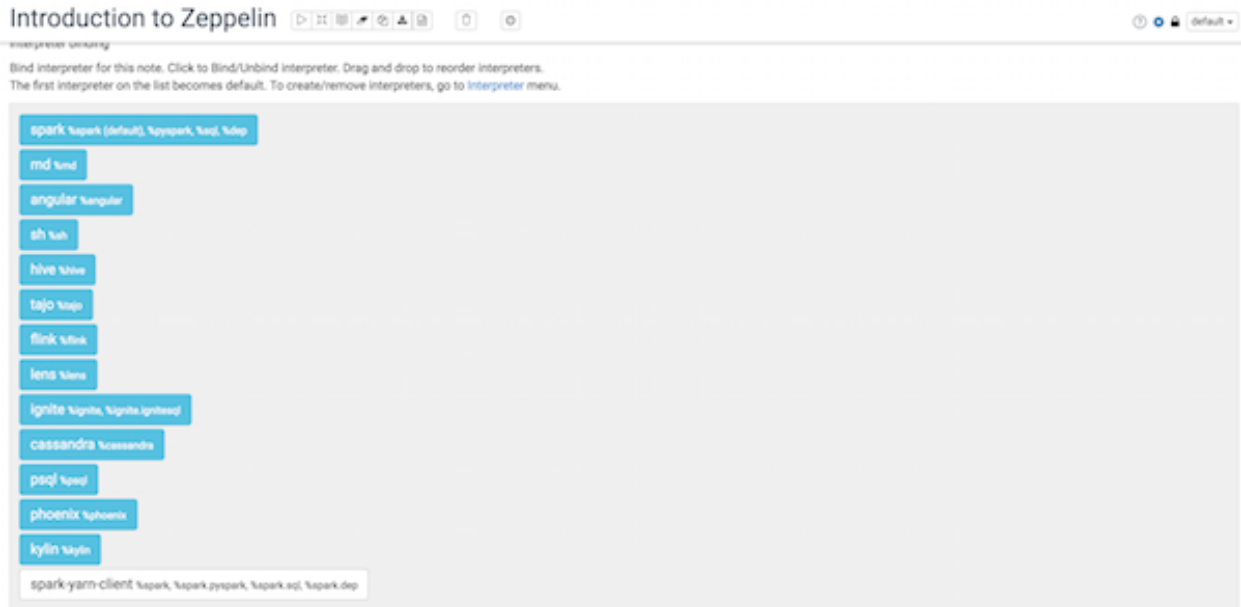 Introduction to Zeppelin
default
Interpreter binding
Bind interpreter for this note. Click to Bind/Unbind interpreter. Drag and drop to reorder interpreters.
The first interpreter on the list becomes default. To create/remove interpreters, go to Interpreter menu.
spark %spark (default), %pyspark, %sql, %dep
md %md
angular %angular
sh %sh
hive %hive
tajo %tajo
flink %flink
lens %lens
ignite %ignite, %ignite.ignitesql
cassandra %cassandra
psql %psql
phoenix %phoenix
kylin %kylin
spark-yarn-client %spark, %spark.pyspark, %spark.sql, %spark.dep